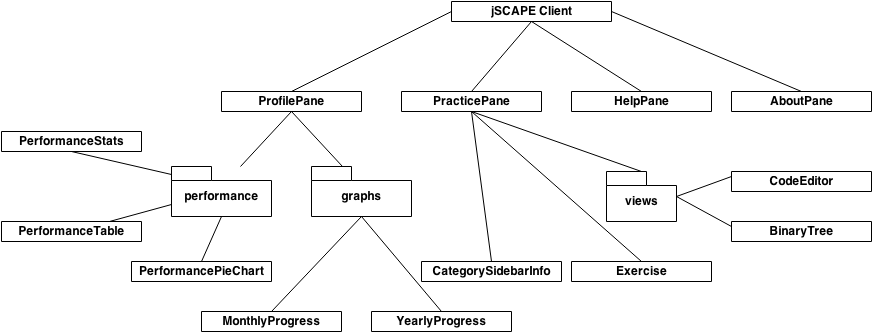 jSCAPE Client
ProfilePane
PracticePane
HelpPane
AboutPane
PerformanceStats
performance
graphs
views
CodeEditor
PerformanceTable
BinaryTree
PerformancePieChart
CategorySidebarInfo
Exercise
MonthlyProgress
YearlyProgress